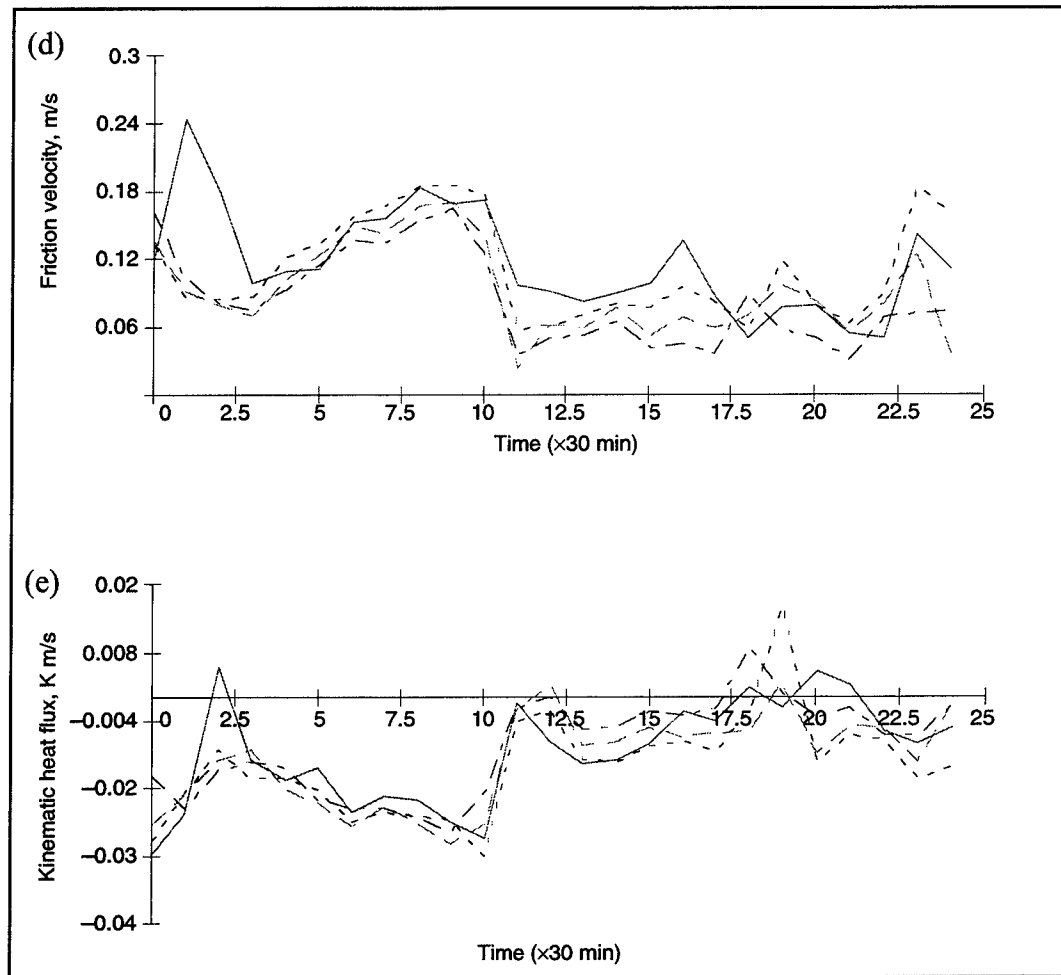 (d)
0.3
0.24
0.18
0.12
0.06
Friction velocity, m/s
0 2.5 5 7.5 10 12.5 15 17.5 20 22.5 25
Time (×30 min)
(e)
0.02
0.008
−0.004
−0.02
−0.03
−0.04
Kinematic heat flux, K m/s
0 2.5 5 7.5 10 12.5 15 17.5 20 22.5 25
Time (×30 min)